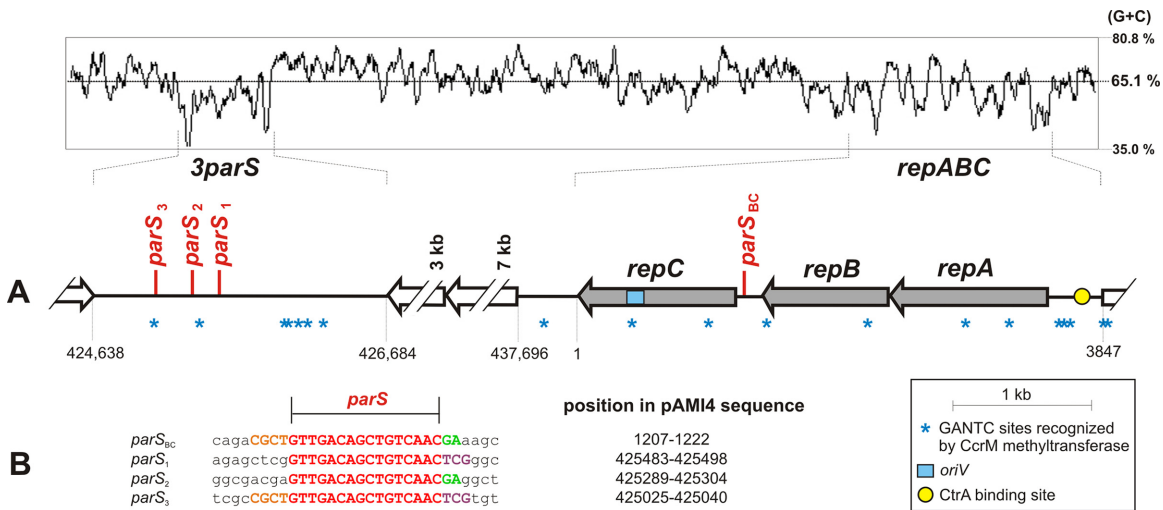 (G+C)
80.8 %
65.1 %
35.0 %
3parS
repABC
parS3
parS2
parS1
3 kb
7 kb
repC
parSBC
repB
repA
A
* * ***** * * * * * * * *** **
424,638
426,684
437,696
1
3847
parS
position in pAMI4 sequence
1 kb
B
parSBC cagaCGCTGTTGACAGCTGTCAACGAaagc 1207-1222
parS1 agagctcgGTTGACAGCTGTCAACTCGggc 425483-425498
parS2 ggcgacgaGTTGACAGCTGTCAACGAggct 425289-425304
parS3 tcgcCGCTGTTGACAGCTGTCAACTCGtgt 425025-425040
* GANTC sites recognized
by CcrM methyltransferase
oriV
CtrA binding site